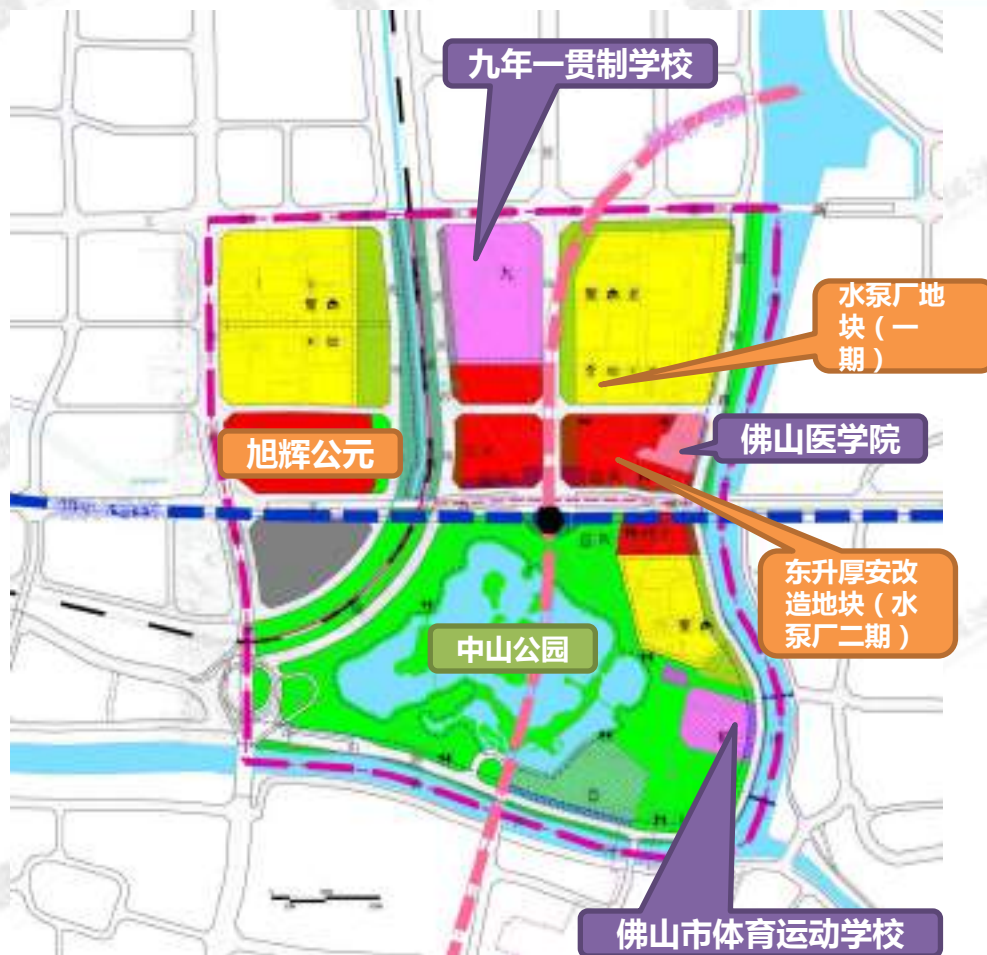 九年一贯制学校
水泵厂地
块（一
期）
佛山医学院
旭辉公元
东升厚安改
造地块（水
泵厂二期）
中山公园
佛山市体育运动学校